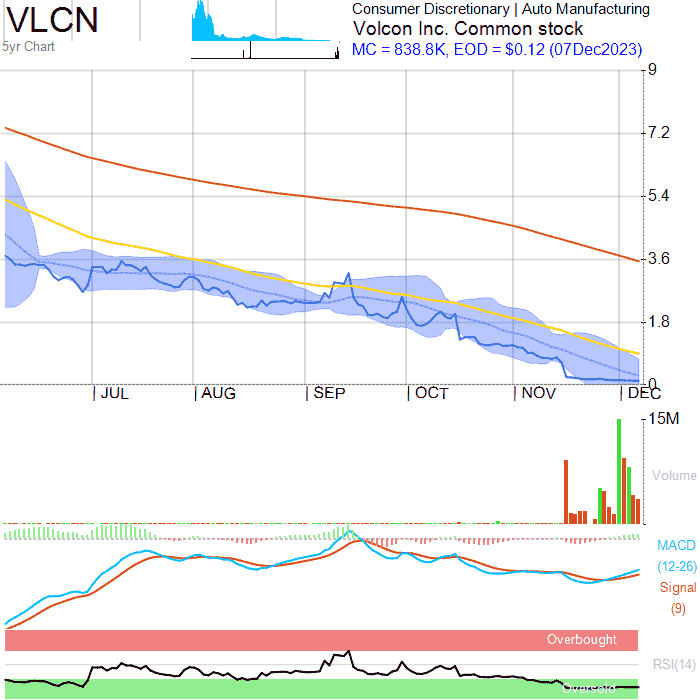 VLCN
5yr Chart
Consumer Discretionary | Auto Manufacturing
Volcon Inc. Common stock
MC = 838.8K, EOD = $0.12 (07Dec2023)
9
7.2
5.4
3.6
1.8
0
JUL AUG SEP OCT NOV DEC
15M
Volume
MACD
(12-26)
Signal
(9)
Overbought
RSI(14)
Oversold